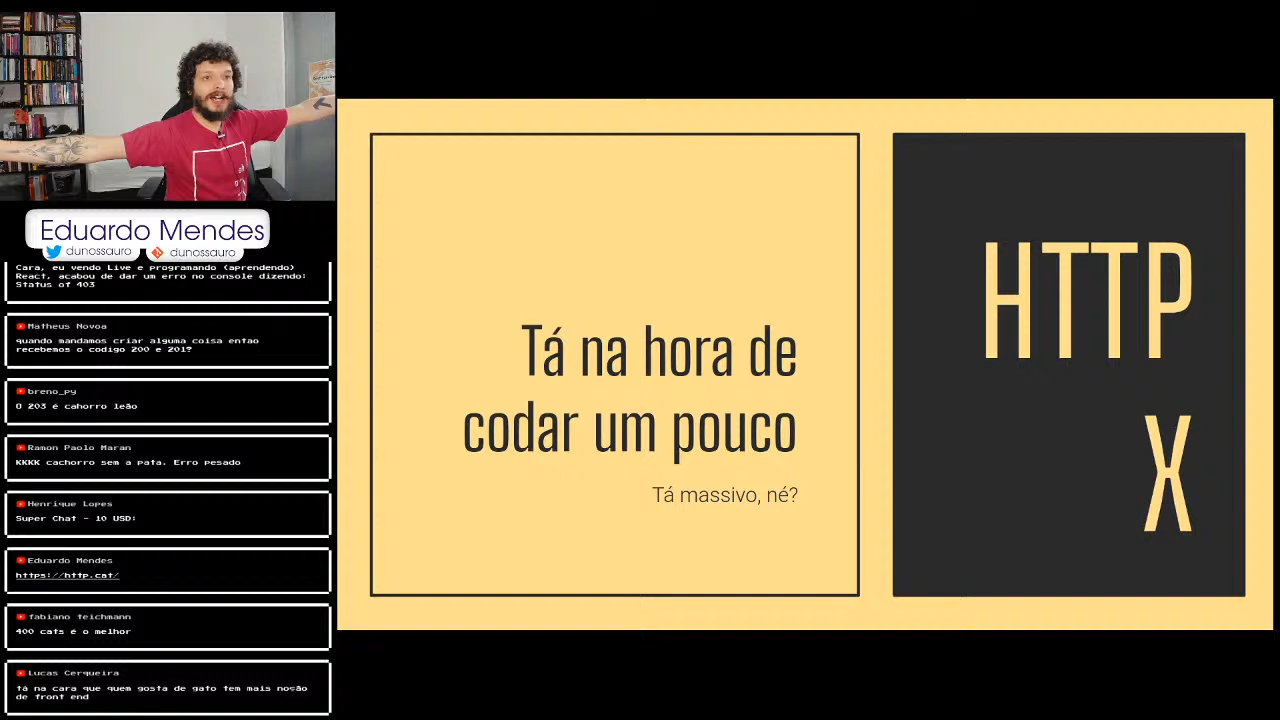 Eduardo Mendes
dunossauro dunossauro
Cara, eu vendo Live e programando (aprendendo)
React, acabou de dar um erro no console dizendo:
Status of 403
Matheus Novoa
quando mandamos criar alguma coisa entao
recebemos o codigo 200 e 201?
breno_py
O 203 é cahorro leão
Ramon Paolo Maran
KKKK cachorro sem a pata. Erro pesado
Henrique Lopes
Super Chat - 10 USD:
Eduardo Mendes
https://http.cat/
fabiano teichmann
400 cats é o melhor
Lucas Cerqueira
tá na cara que quem gosta de gato tem mais noção
de front end
Tá na hora de
codar um pouco
Tá massivo, né?
HTTP
X